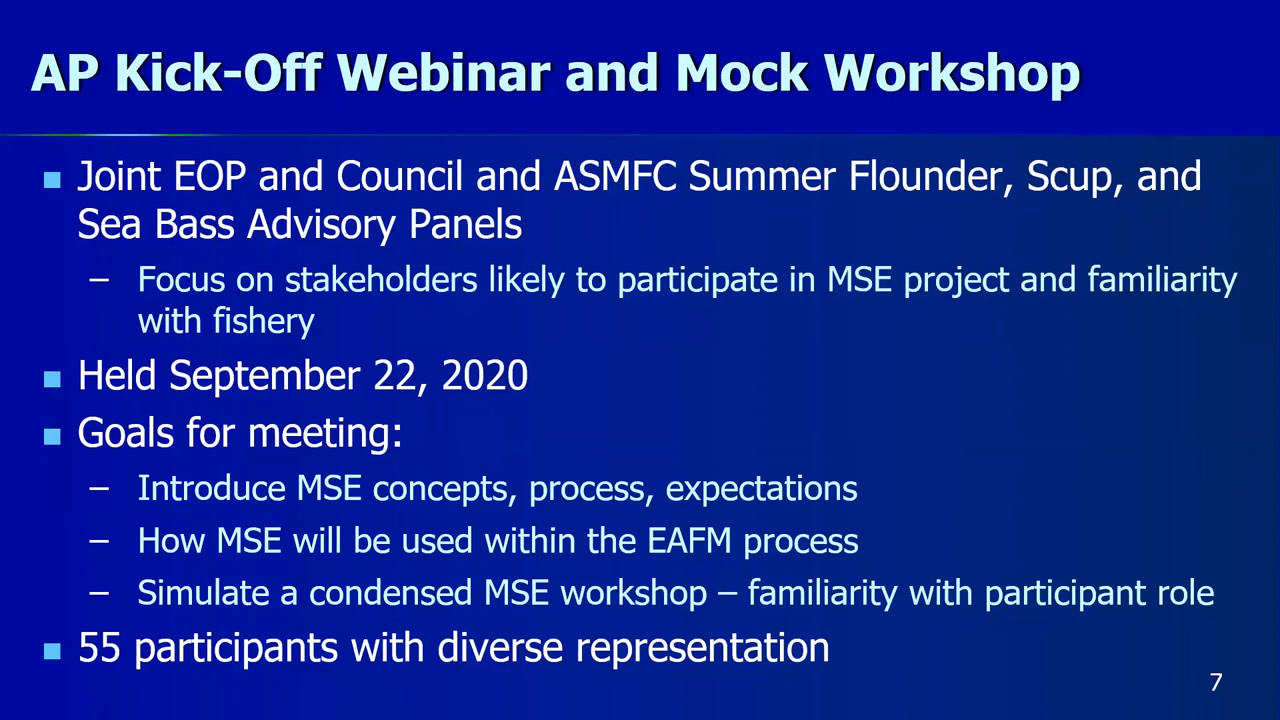 AP Kick-Off Webinar and Mock Workshop
Joint EOP and Council and ASMFC Summer Flounder, Scup, and
Sea Bass Advisory Panels
– Focus on stakeholders likely to participate in MSE project and familiarity
with fishery
Held September 22, 2020
Goals for meeting:
– Introduce MSE concepts, process, expectations
– How MSE will be used within the EAFM process
– Simulate a condensed MSE workshop – familiarity with participant role
55 participants with diverse representation
7